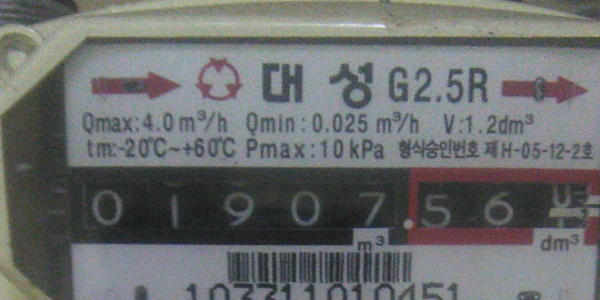 대 성 G2.5R
Qmax:4.0m³/h Qmin:0.025m³/h V:1.2dm³
tm:-20℃~+60℃ Pmax:10kPa 형식승인번호 제H-05-12-2호
01907.56
m³ dm³